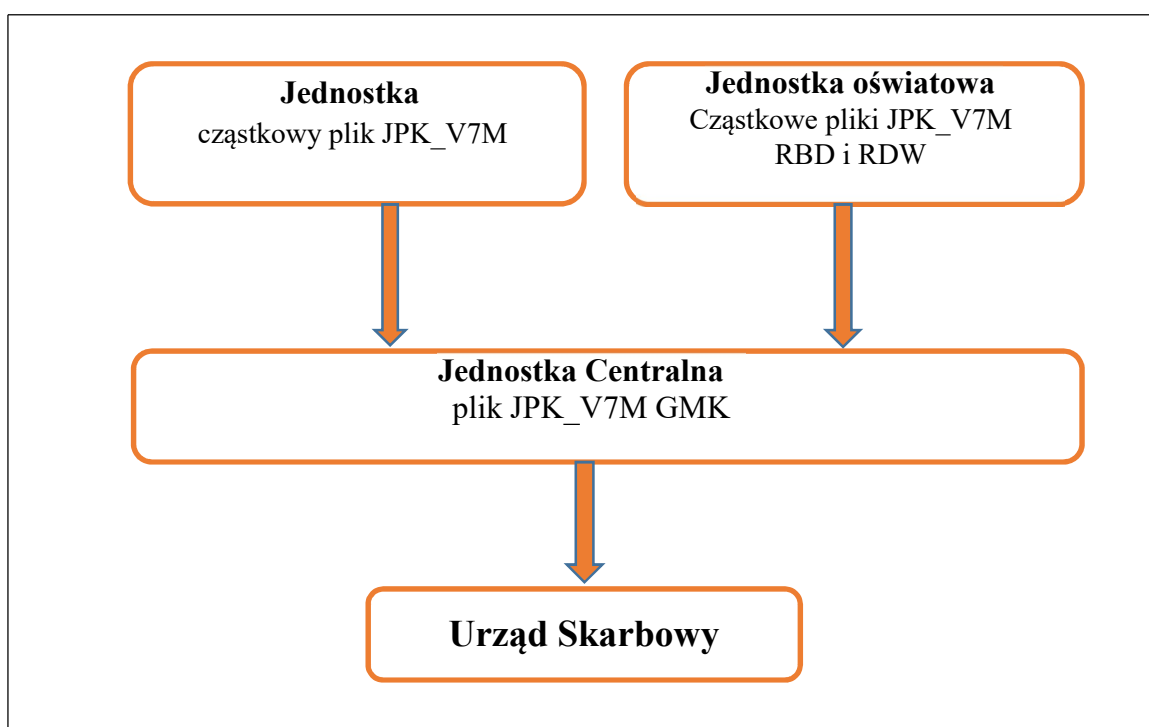 Jednostka
cząstkowy plik JPK_V7M
Jednostka oświatowa
Cząstkowe pliki JPK_V7M
RBD i RDW
Jednostka Centralna
plik JPK_V7M GMK
Urząd Skarbowy